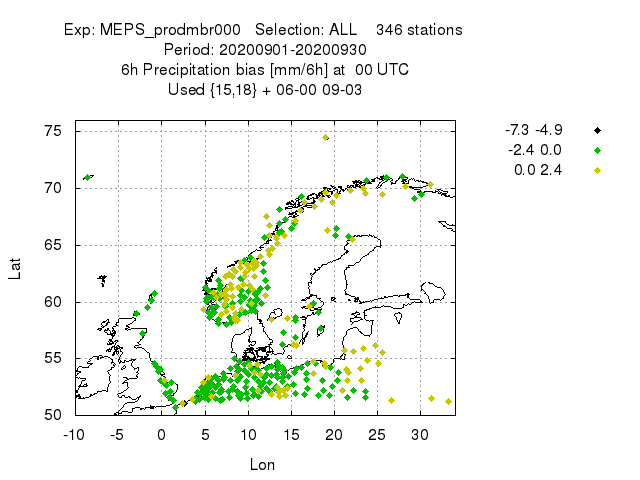 Exp: MEPS_prodmbr000   Selection: ALL    346 stations
Period: 20200901-20200930
6h Precipitation bias [mm/6h] at  00 UTC
Used {15,18} + 06-00 09-03
-7.3 -4.9
-2.4 0.0
0.0 2.4
75
70
65
60
55
50
Lat
-10 -5 0 5 10 15 20 25 30
Lon